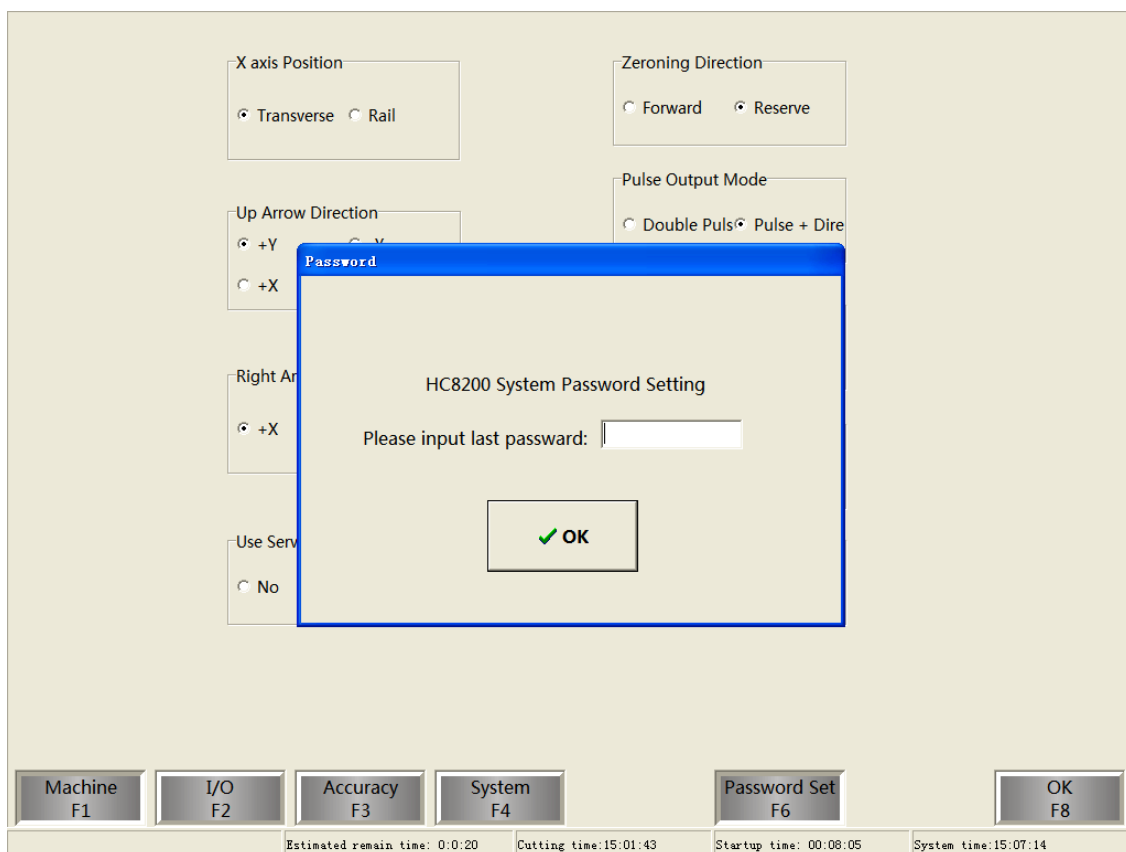 X axis Position
Transverse Rail
Zeroning Direction
Forward Reserve
Pulse Output Mode
Double Puls Pulse + Dire
Up Arrow Direction
+Y
+X
Password
HC8200 System Password Setting
Please input last passward:
OK
Right Ar
+X
Use Serv
No
Machine
F1
I/O
F2
Accuracy
F3
System
F4
Password Set
F6
OK
F8
Estimated remain time: 0:0:20 Cutting time:15:01:43 Startup time: 00:08:05 System time:15:07:14